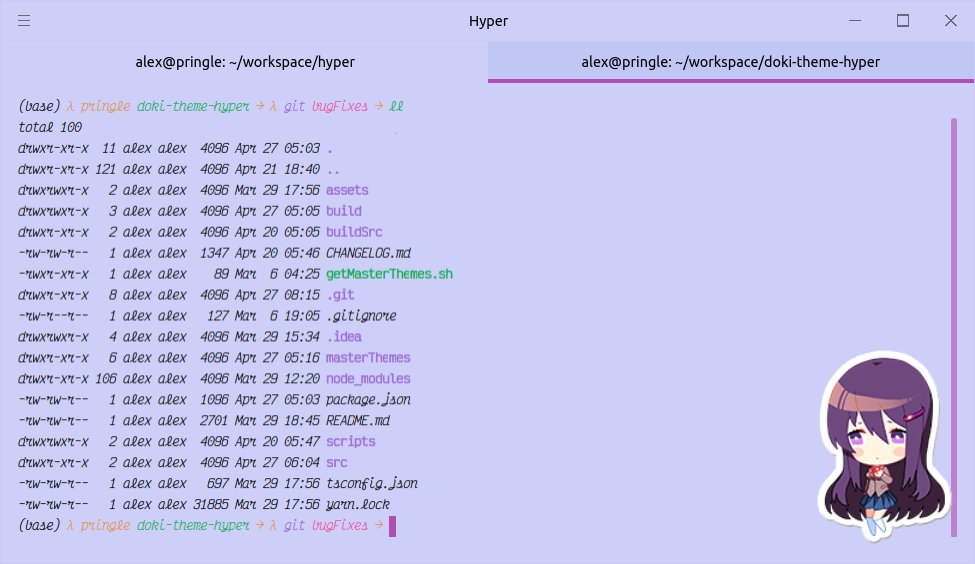 Hyper
alex@pringle: ~/workspace/hyper
alex@pringle: ~/workspace/doki-theme-hyper
(base) λ pringle doki-theme-hyper → λ git bugFixes → ll
total 100
drwxr-xr-x  11 alex alex  4096 Apr 27 05:03 .
drwxr-xr-x 121 alex alex  4096 Apr 21 18:40 ..
drwxrwxr-x   2 alex alex  4096 Mar 29 17:56 assets
drwxrwxr-x   3 alex alex  4096 Apr 27 05:05 build
drwxr-xr-x   2 alex alex  4096 Apr 20 05:05 buildSrc
-rw-rw-r--   1 alex alex  1347 Apr 20 05:46 CHANGELOG.md
-rwxr-xr-x   1 alex alex    89 Mar  6 04:25 getMasterThemes.sh
drwxr-xr-x   8 alex alex  4096 Apr 27 08:15 .git
-rw-r--r--   1 alex alex   127 Mar  6 19:05 .gitignore
drwxrwxr-x   4 alex alex  4096 Mar 29 15:34 .idea
drwxr-xr-x   6 alex alex  4096 Apr 27 05:16 masterThemes
drwxr-xr-x 106 alex alex  4096 Mar 29 12:20 node_modules
-rw-rw-r--   1 alex alex  1096 Apr 27 05:03 package.json
-rw-rw-r--   1 alex alex  2701 Mar 29 18:45 README.md
drwxrwxr-x   2 alex alex  4096 Apr 20 05:47 scripts
drwxr-xr-x   2 alex alex  4096 Apr 27 06:04 src
-rw-rw-r--   1 alex alex   697 Mar 29 17:56 tsconfig.json
-rw-rw-r--   1 alex alex 31885 Mar 29 17:56 yarn.lock
(base) λ pringle doki-theme-hyper → λ git bugFixes →